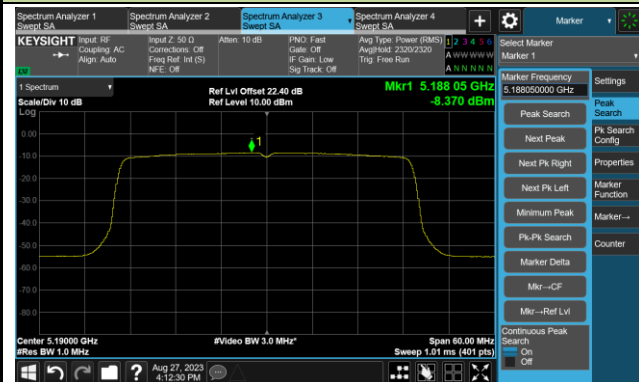 Spectrum Analyzer 1
Swept SA
Spectrum Analyzer 2
Swept SA
Spectrum Analyzer 3
Swept SA
Spectrum Analyzer 4
Swept SA
+
Marker
KEYSIGHT
Input: RF
Coupling: AC
Align: Auto
Input Z: 50 Ω
Corrections: Off
Freq Ref: Int (S)
NFE: Off
Atten: 10 dB
PNO: Fast
Gate: Off
IF Gain: Low
Sig Track: Off
Avg Type: Power (RMS)
Avg|Hold: 2320/2320
Trig: Free Run
1 2 3 4 5 6
A W W W W W
A N N N N N
LXI
Select Marker
Marker 1
1 Spectrum
Scale/Div 10 dB
Log
Ref Lvl Offset 22.40 dB
Ref Level 10.00 dBm
Mkr1 5.188 05 GHz
-8.370 dBm
1
0.00
-10.0
-20.0
-30.0
-40.0
-50.0
-60.0
-70.0
-80.0
Center 5.19000 GHz
#Res BW 1.0 MHz
#Video BW 3.0 MHz*
Span 60.00 MHz
Sweep 1.01 ms (401 pts)
Marker Frequency
5.188050000 GHz
Peak Search
Next Peak
Next Pk Right
Next Pk Left
Minimum Peak
Pk-Pk Search
Marker Delta
Mkr→CF
Mkr→Ref Lvl
Continuous Peak
Search
On
Off
Settings
Peak
Search
Pk Search
Config
Properties
Marker
Function
Marker→
Counter
?
Aug 27, 2023
4:12:30 PM